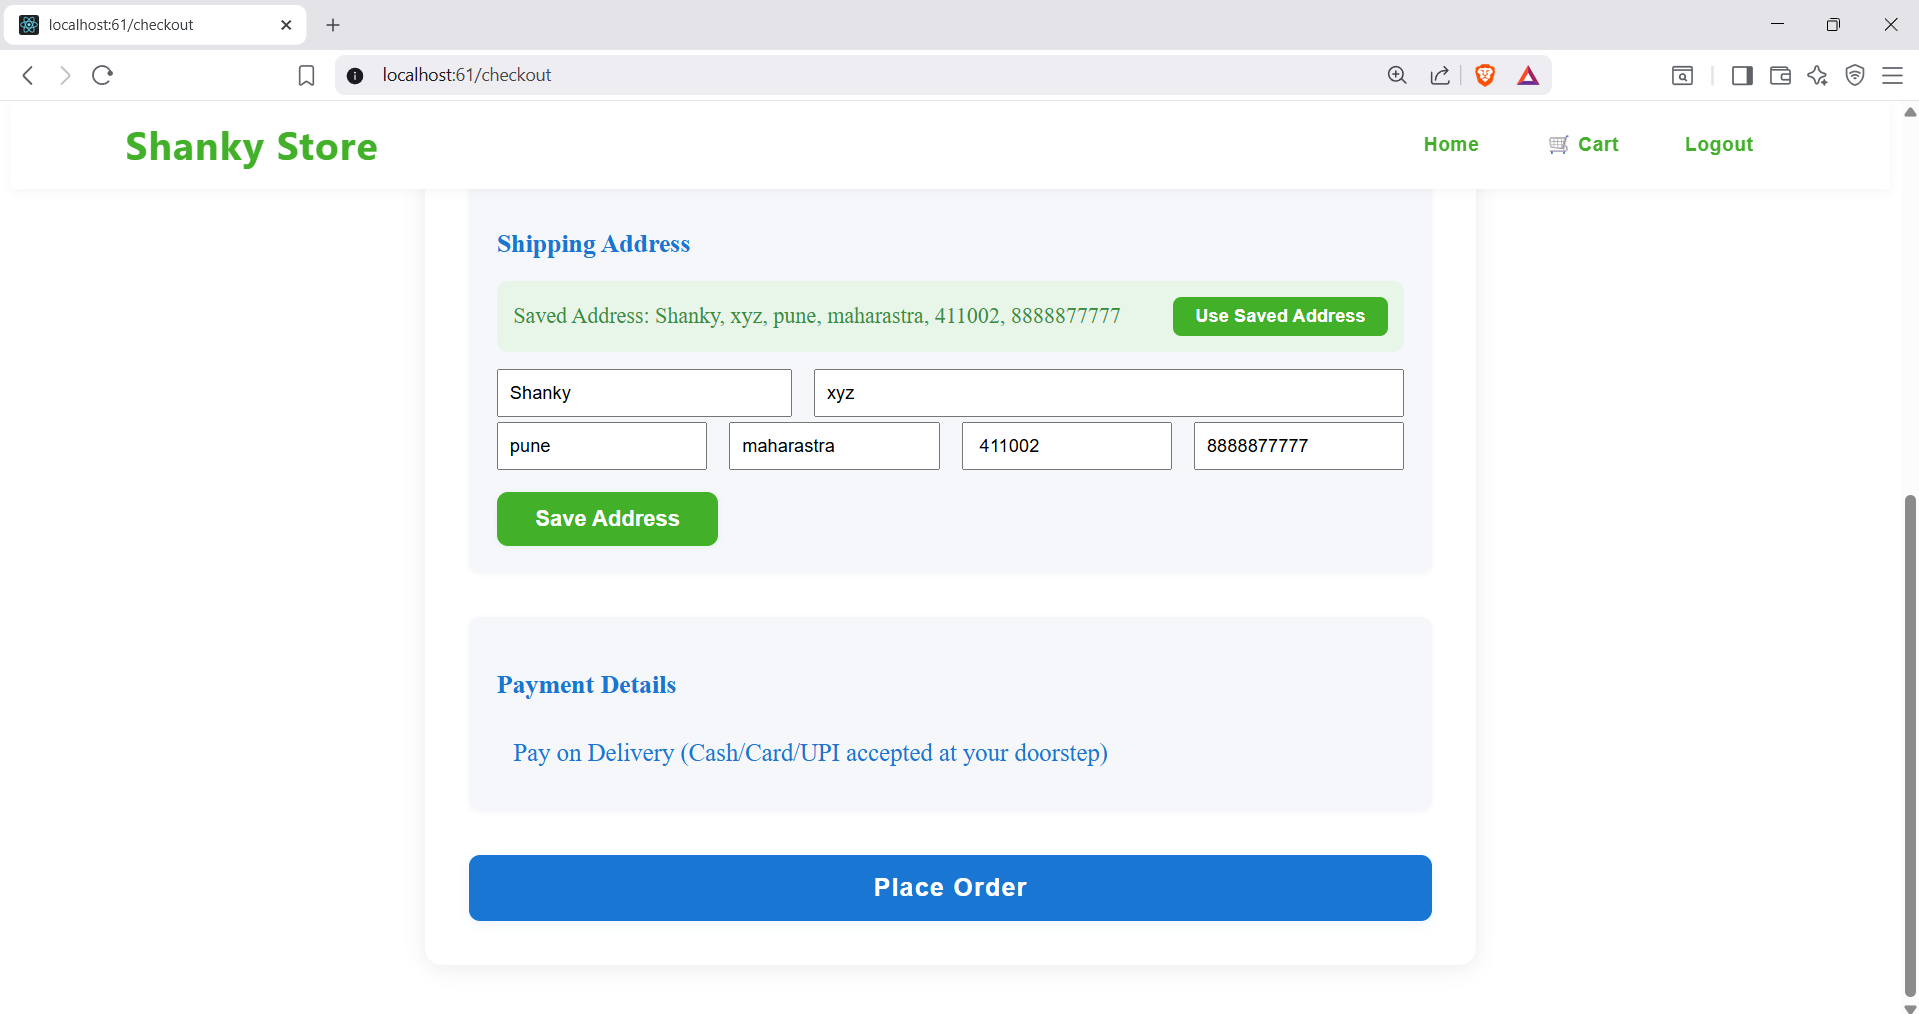 localhost:61/checkout
localhost:61/checkout
Shanky Store
Home
Cart
Logout
Shipping Address
Saved Address: Shanky, xyz, pune, maharastra, 411002, 8888877777
Use Saved Address
Shanky
xyz
pune
maharastra
411002
8888877777
Save Address
Payment Details
Pay on Delivery (Cash/Card/UPI accepted at your doorstep)
Place Order